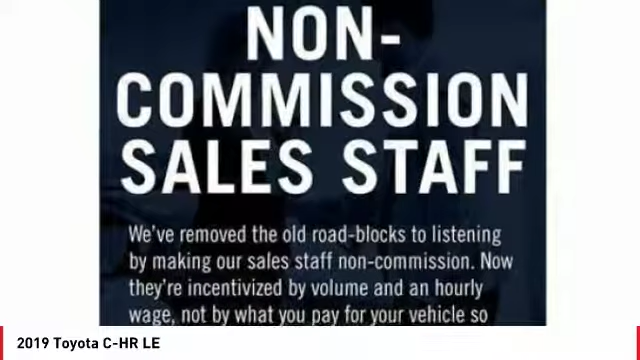 NON-
COMMISSION
SALES STAFF
We've removed the old road-blocks to listening
by making our sales staff non-commission. Now
they're incentivized by volume and an hourly
wage, not by what you pay for your vehicle so
2019 Toyota C-HR LE